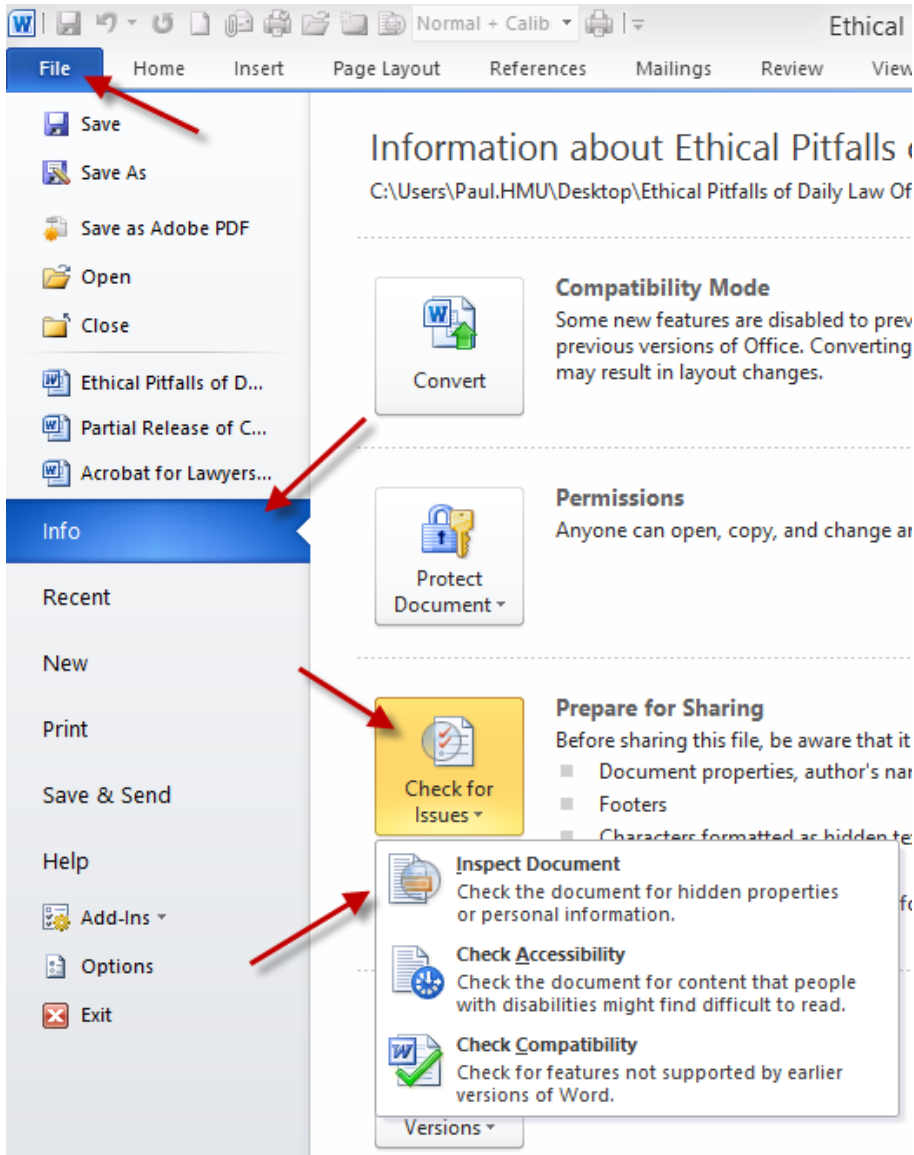 Normal + Calib
Ethical
File Home Insert Page Layout References Mailings Review View
Save
Save As
Save as Adobe PDF
Open
Close
Ethical Pitfalls of D...
Partial Release of C...
Acrobat for Lawyers...
Info
Recent
New
Print
Save & Send
Help
Add-Ins
Options
Exit
Information about Ethical Pitfalls
C:\Users\Paul.HMU\Desktop\Ethical Pitfalls of Daily Law Of
Convert
Compatibility Mode
Some new features are disabled to prev
previous versions of Office. Converting
may result in layout changes.
Protect
Document
Permissions
Anyone can open, copy, and change an
Check for
Issues
Prepare for Sharing
Before sharing this file, be aware that it
Document properties, author's nar
Footers
Characters formatted as hidden te
Inspect Document
Check the document for hidden properties
or personal information.
Check Accessibility
Check the document for content that people
with disabilities might find difficult to read.
Check Compatibility
Check for features not supported by earlier
versions of Word.
Versions